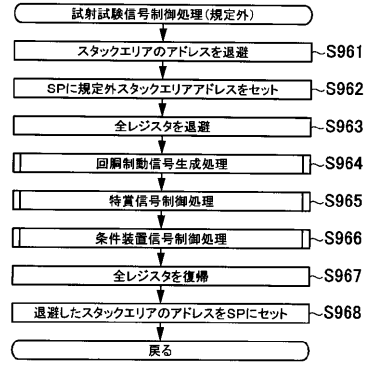 試射試験信号制御処理(規定外)
スタックエリアのアドレスを退避 S961
SPに規定外スタックエリアアドレスをセット S962
全レジスタを退避 S963
回胴制動信号生成処理 S964
特賞信号制御処理 S965
条件装置信号制御処理 S966
全レジスタを復帰 S967
退避したスタックエリアのアドレスをSPにセット S968
戻る